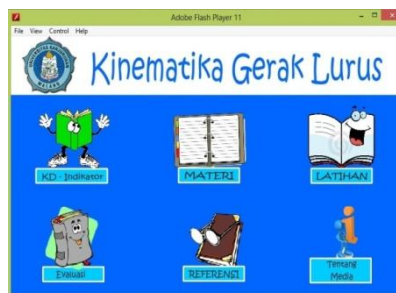 Adobe Flash Player 11
File View Control Help
Kinematika Gerak Lurus
KD - Indikator
MATERI
LATIHAN
Evaluasi
REFERENSI
Tentang
Media